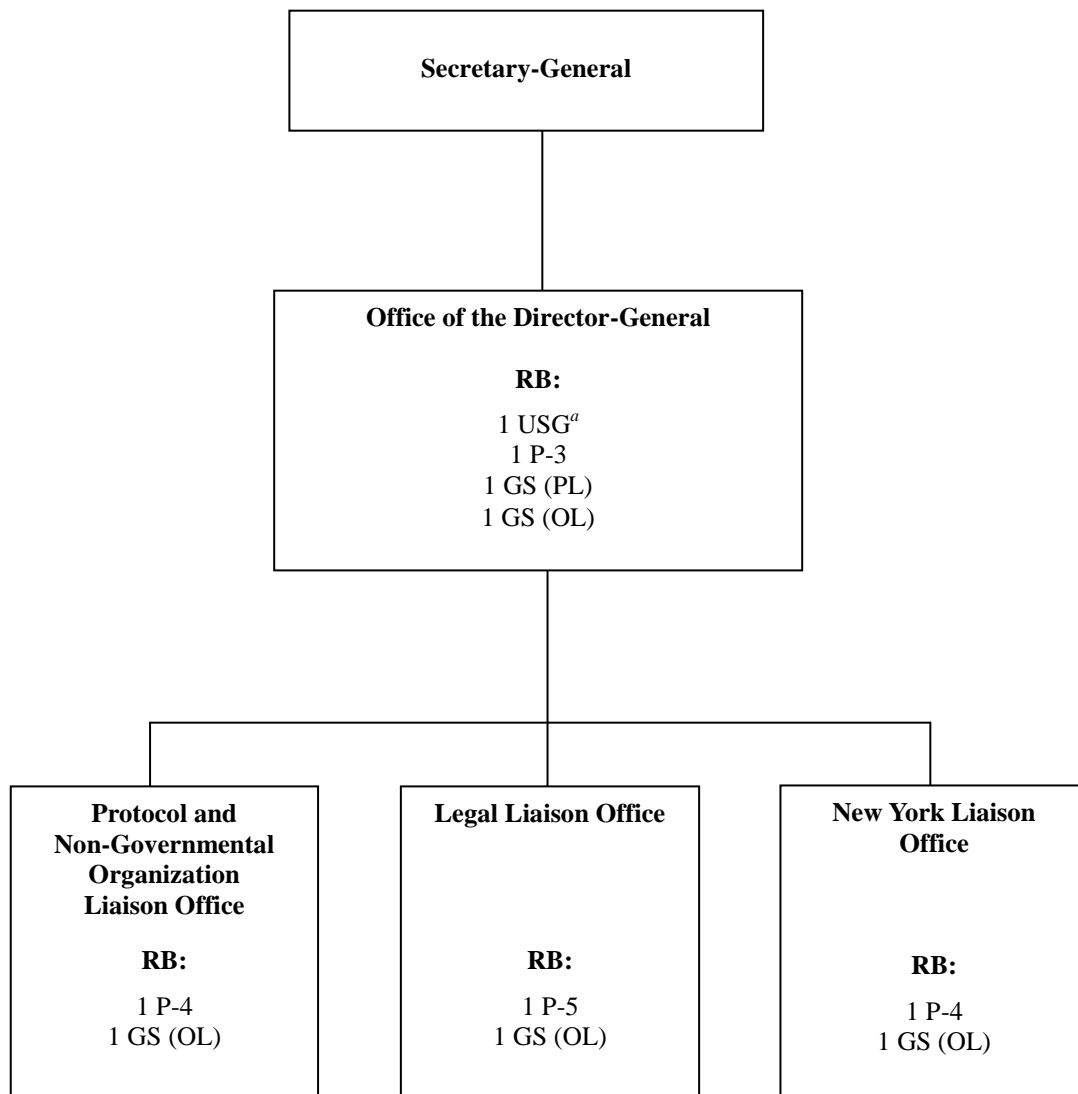 Secretary-General
Office of the Director-General
RB:
1 USGa
1 P-3
1 GS (PL)
1 GS (OL)
Protocol and
Non-Governmental
Organization
Liaison Office
RB:
1 P-4
1 GS (OL)
Legal Liaison Office
RB:
1 P-5
1 GS (OL)
New York Liaison
Office
RB:
1 P-4
1 GS (OL)